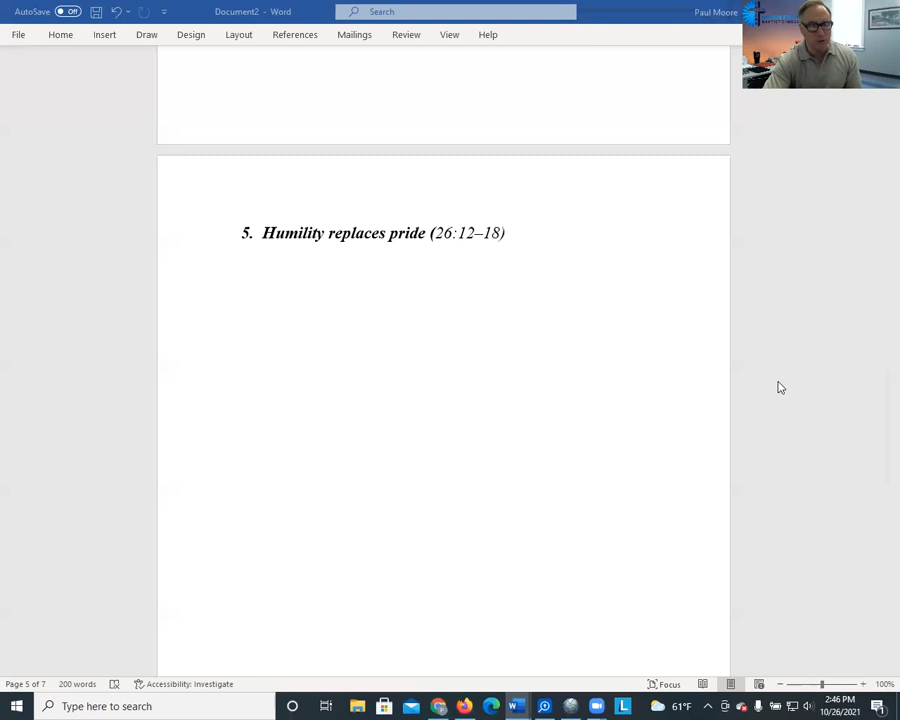 AutoSave Off Document2 - Word Search Paul Moore
File Home Insert Draw Design Layout References Mailings Review View Help
5. Humility replaces pride (26:12–18)
Page 5 of 7 200 words Accessibility: Investigate Focus 100%
Type here to search 61°F 2:46 PM
10/26/2021